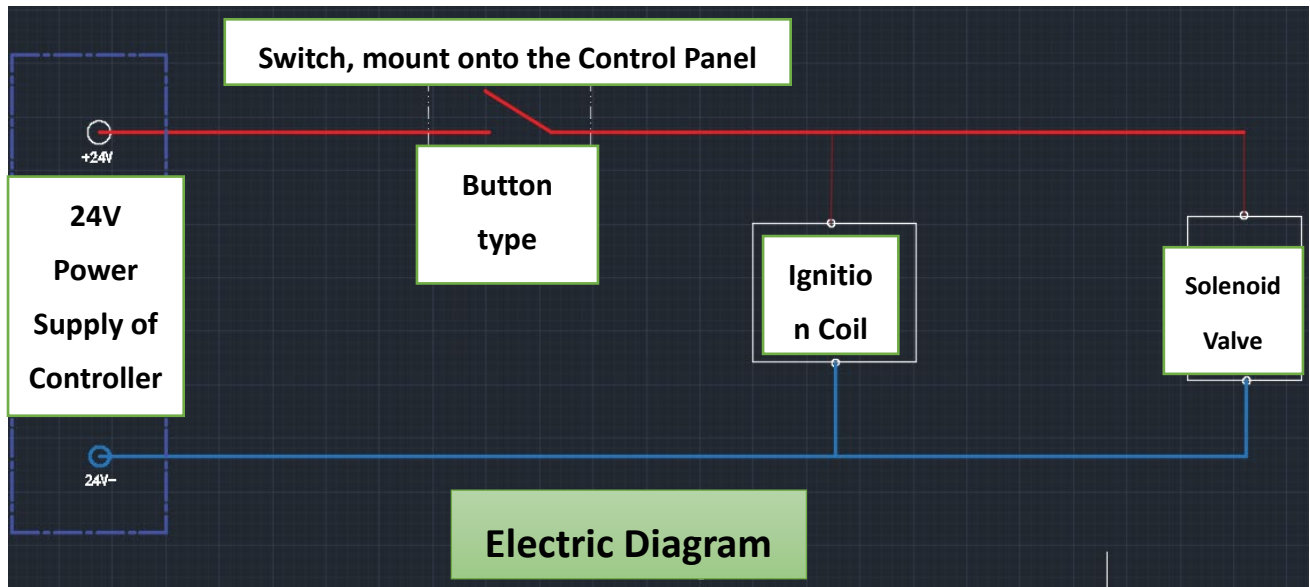 Switch, mount onto the Control Panel
+24V
Button
type
24V
Power
Supply of
Controller
Ignitio
n Coil
Solenoid
Valve
24V-
Electric Diagram